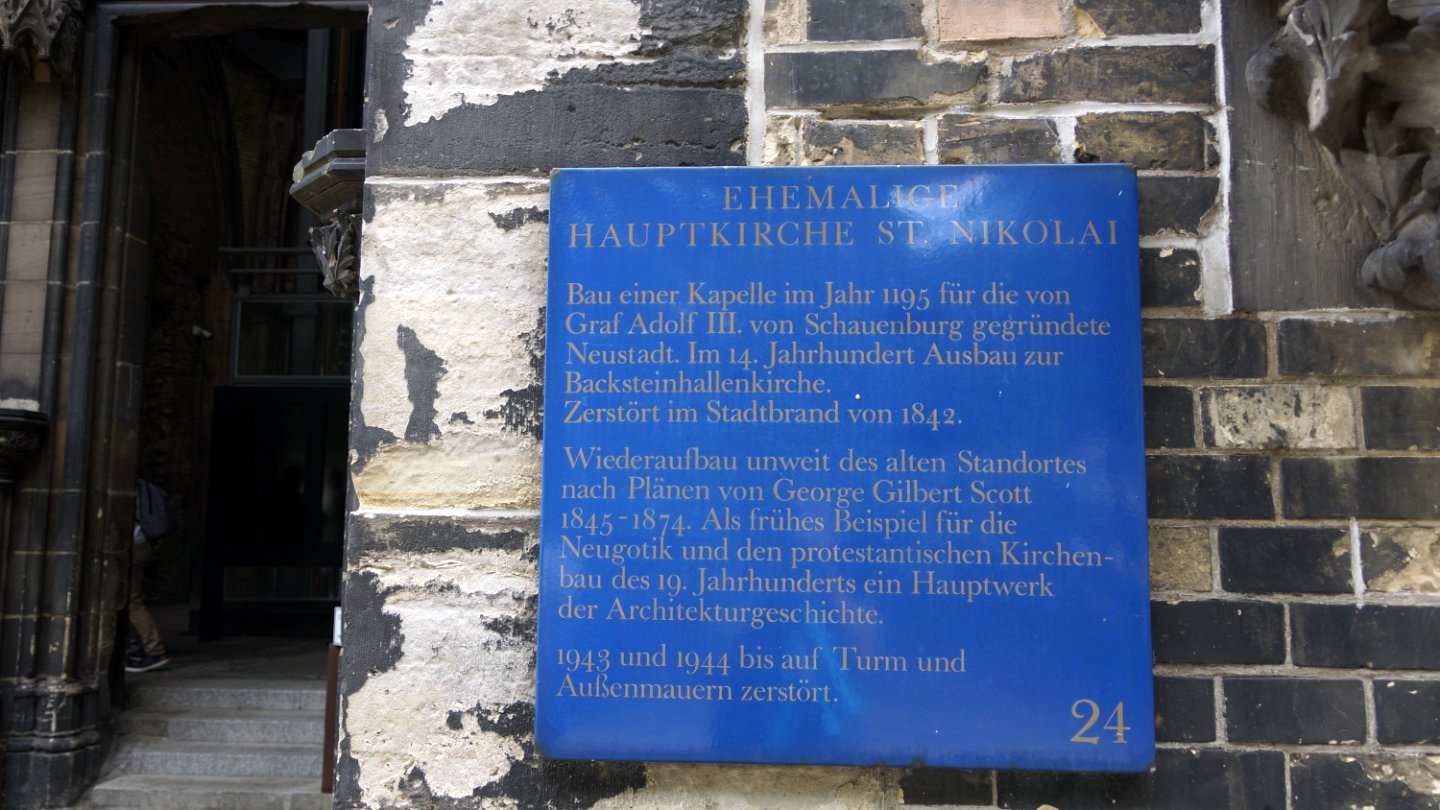 EHEMALIGE
HAUPTKIRCHE ST. NIKOLAI
Bau einer Kapelle im Jahr 1195 für die von
Graf Adolf III. von Schauenburg gegründete
Neustadt. Im 14. Jahrhundert Ausbau zur
Backsteinhallenkirche.
Zerstört im Stadtbrand von 1842.
Wiederaufbau unweit des alten Standortes
nach Plänen von George Gilbert Scott
1845-1874. Als frühes Beispiel für die
Neugotik und den protestantischen Kirchen-
bau des 19. Jahrhunderts ein Hauptwerk
der Architekturgeschichte.
1943 und 1944 bis auf Turm und
Außenmauern zerstört.
24